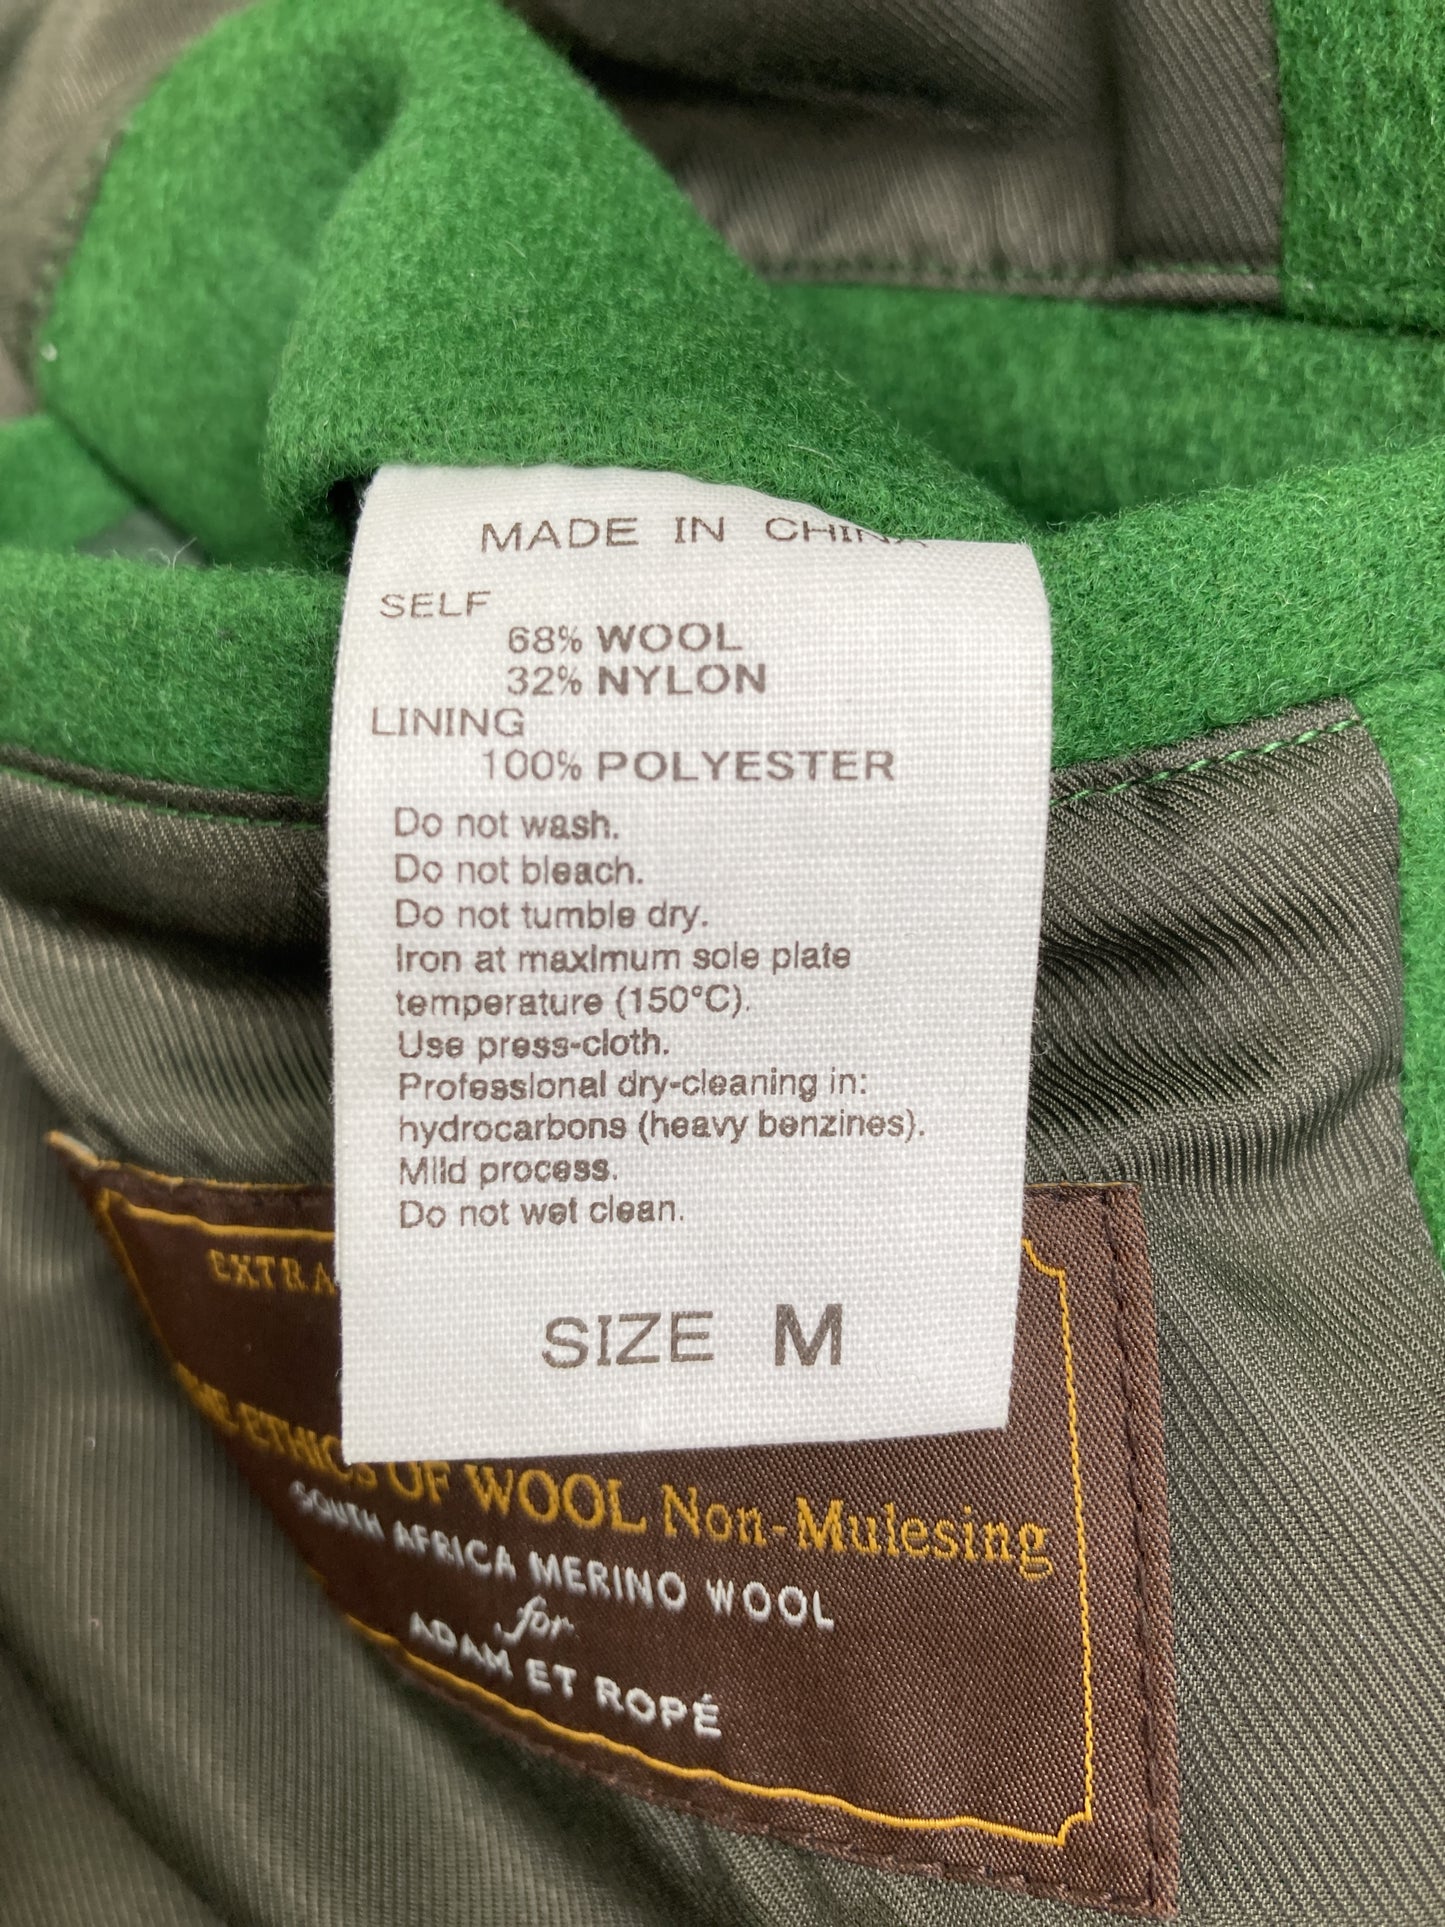 MADE IN CHINA
SELF
68% WOOL
32% NYLON
LINING
100% POLYESTER
Do not wash.
Do not bleach.
Do not tumble dry.
Iron at maximum sole plate
temperature (150°C).
Use press-cloth.
Professional dry-cleaning in:
hydrocarbons (heavy benzines).
Mild process.
Do not wet clean.
SIZE M
EXTRA
THE ETHICS OF WOOL Non-Mulesing
SOUTH AFRICA MERINO WOOL
for
ADAM ET ROPÉ